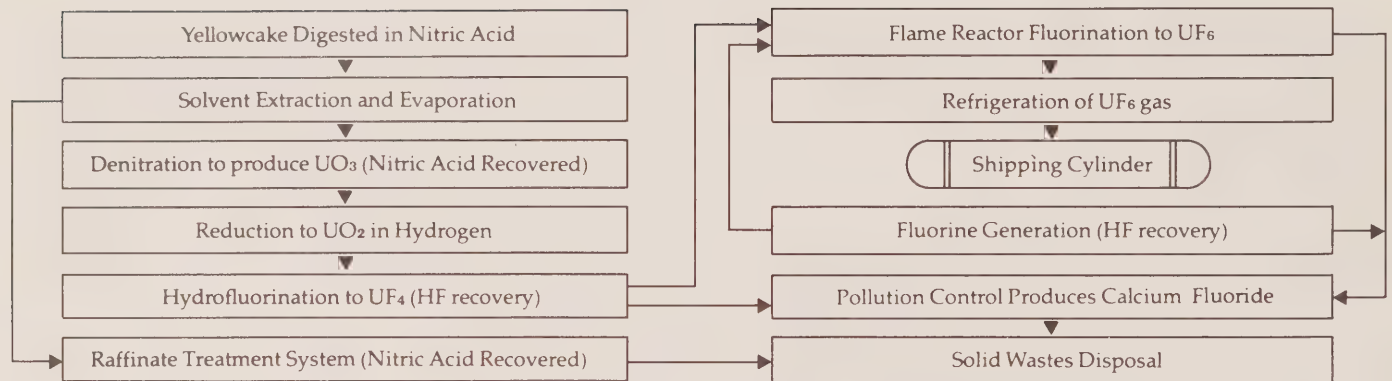 Yellowcake Digested in Nitric Acid
Solvent Extraction and Evaporation
Denitration to produce UO₃ (Nitric Acid Recovered)
Reduction to UO₂ in Hydrogen
Hydrofluorination to UF₄ (HF recovery)
Raffinate Treatment System (Nitric Acid Recovered)
Flame Reactor Fluorination to UF₆
Refrigeration of UF₆ gas
Shipping Cylinder
Fluorine Generation (HF recovery)
Pollution Control Produces Calcium Fluoride
Solid Wastes Disposal